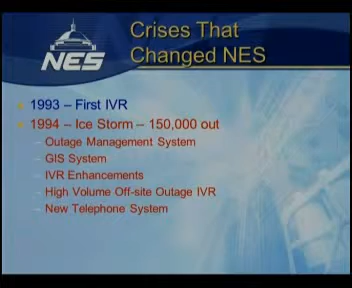 NES
Crises That
Changed NES
1993 – First IVR
1994 – Ice Storm – 150,000 out
– Outage Management System
– GIS System
– IVR Enhancements
– High Volume Off-site Outage IVR
– New Telephone System